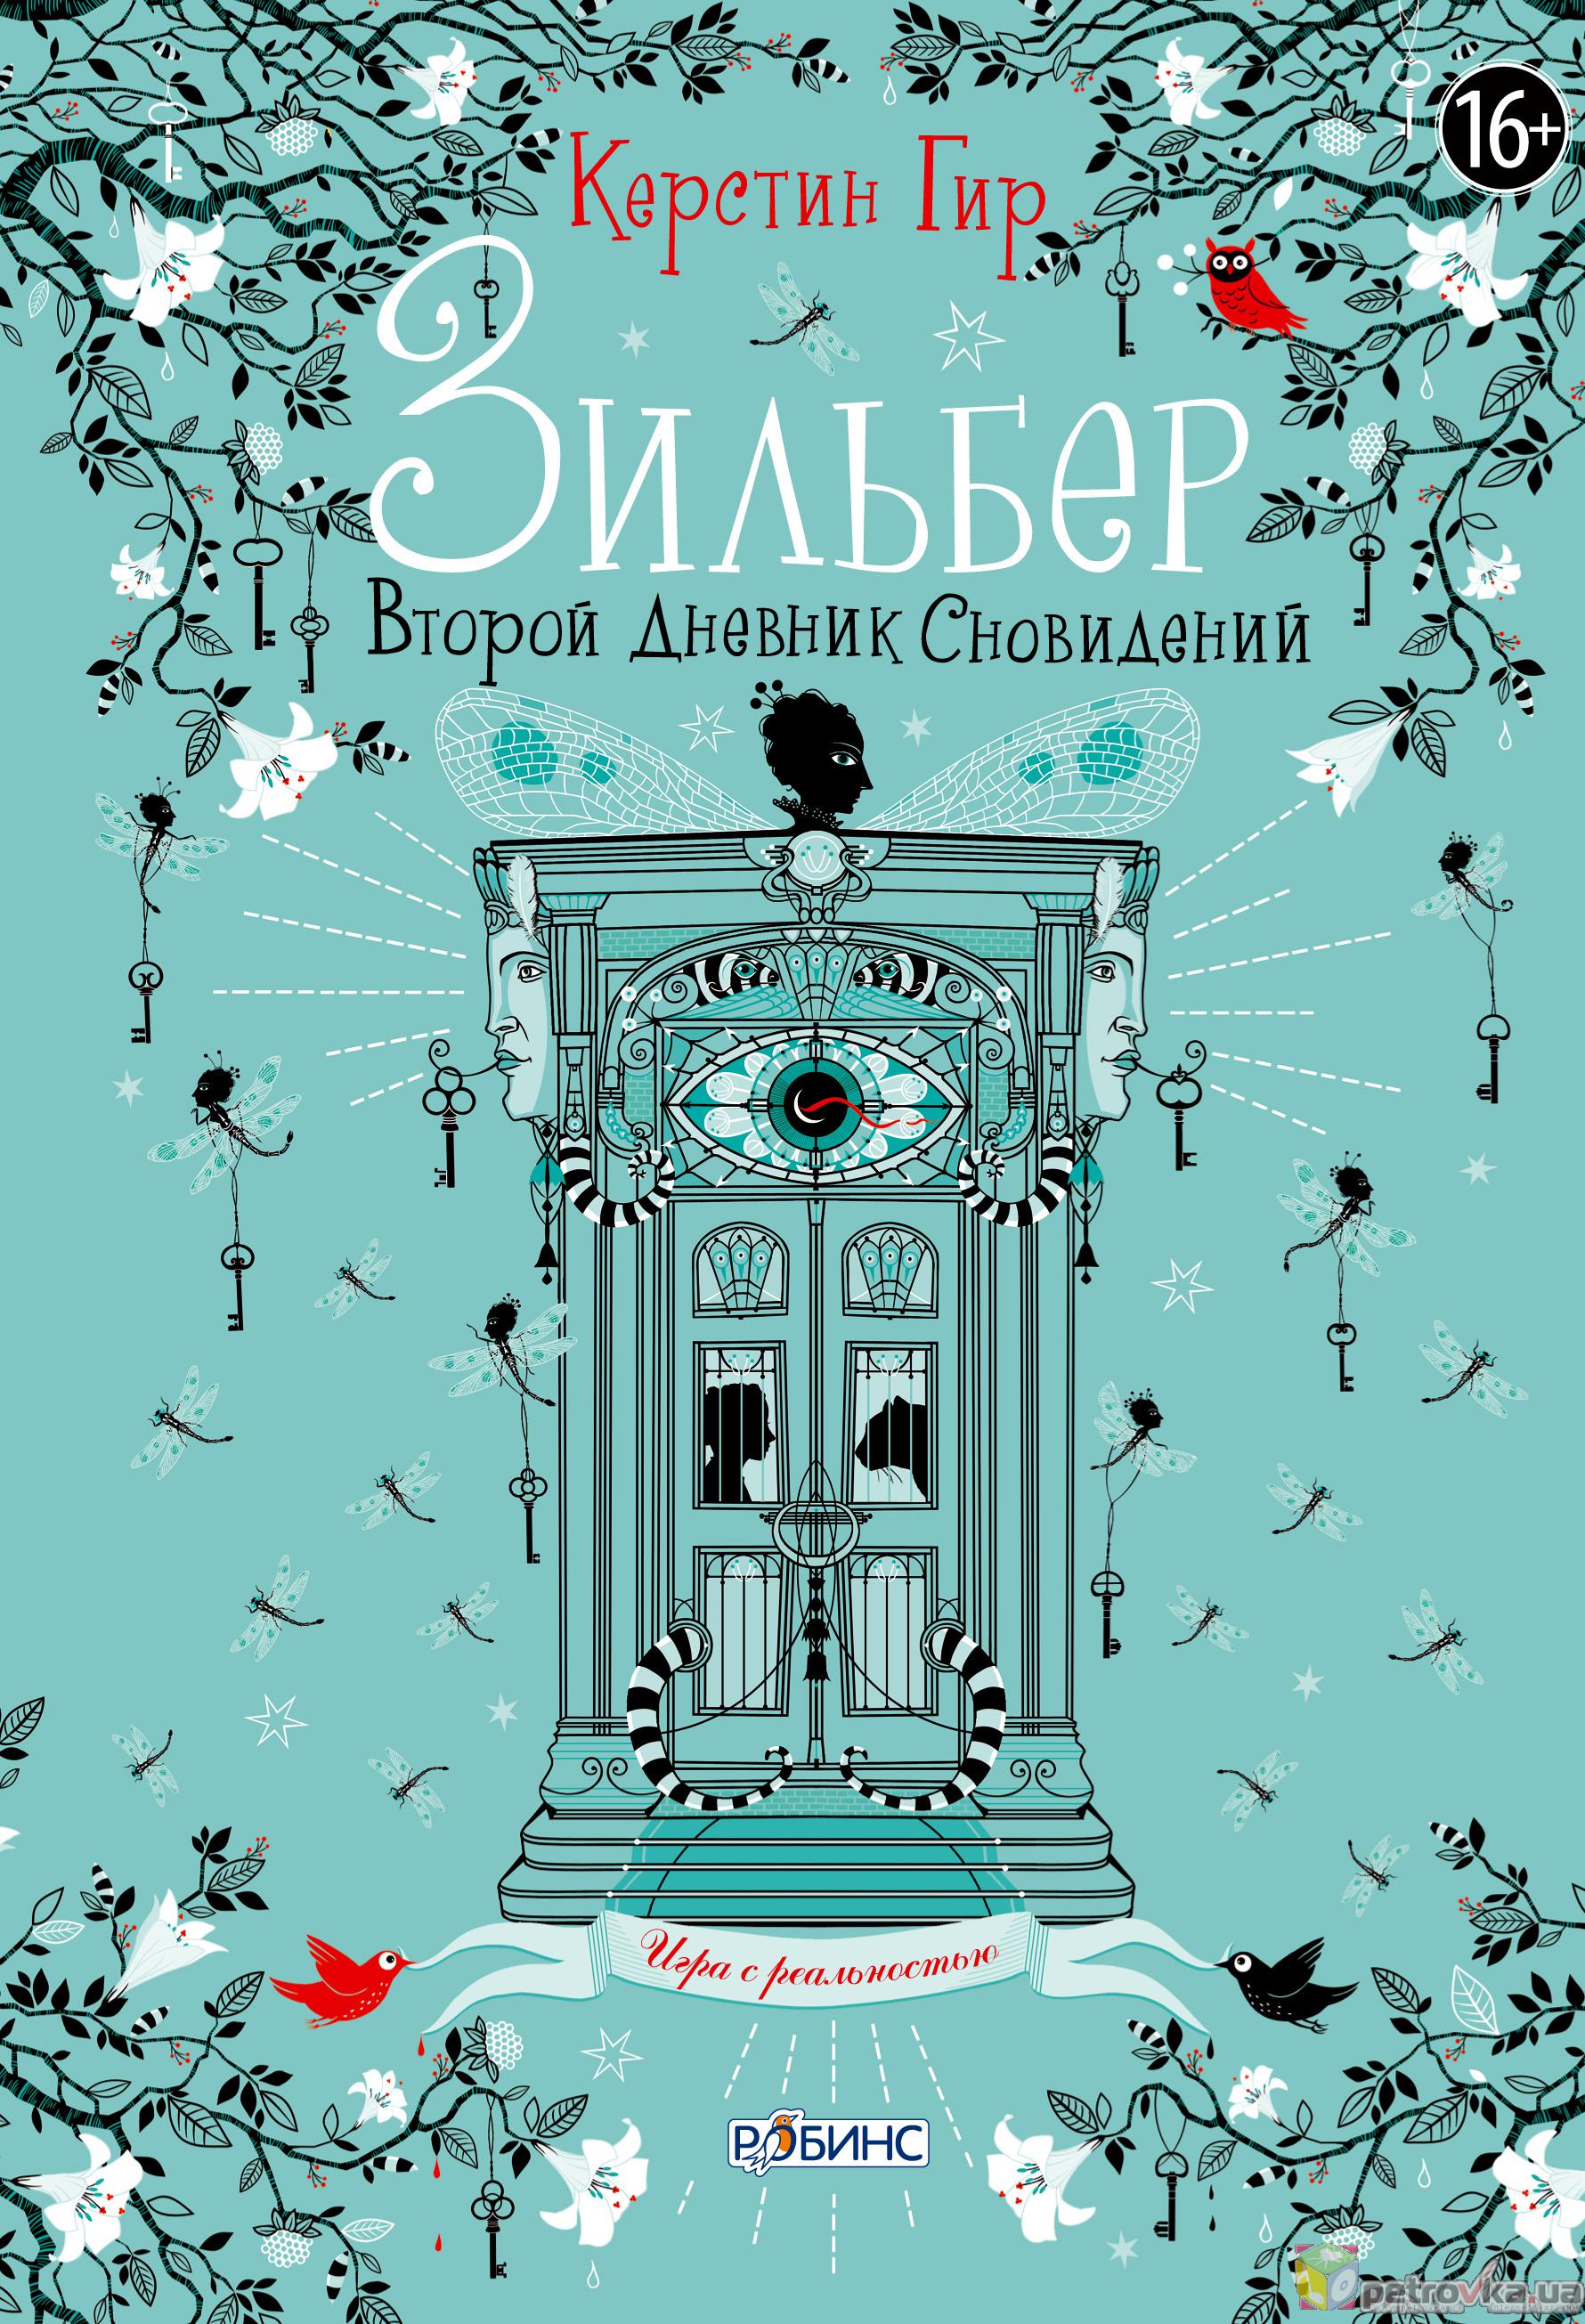 16+
Керстин Гир
Зильбер
Второй Дневник Сновидений
Игра с реальностью
РОБИНС
petrovka.ua